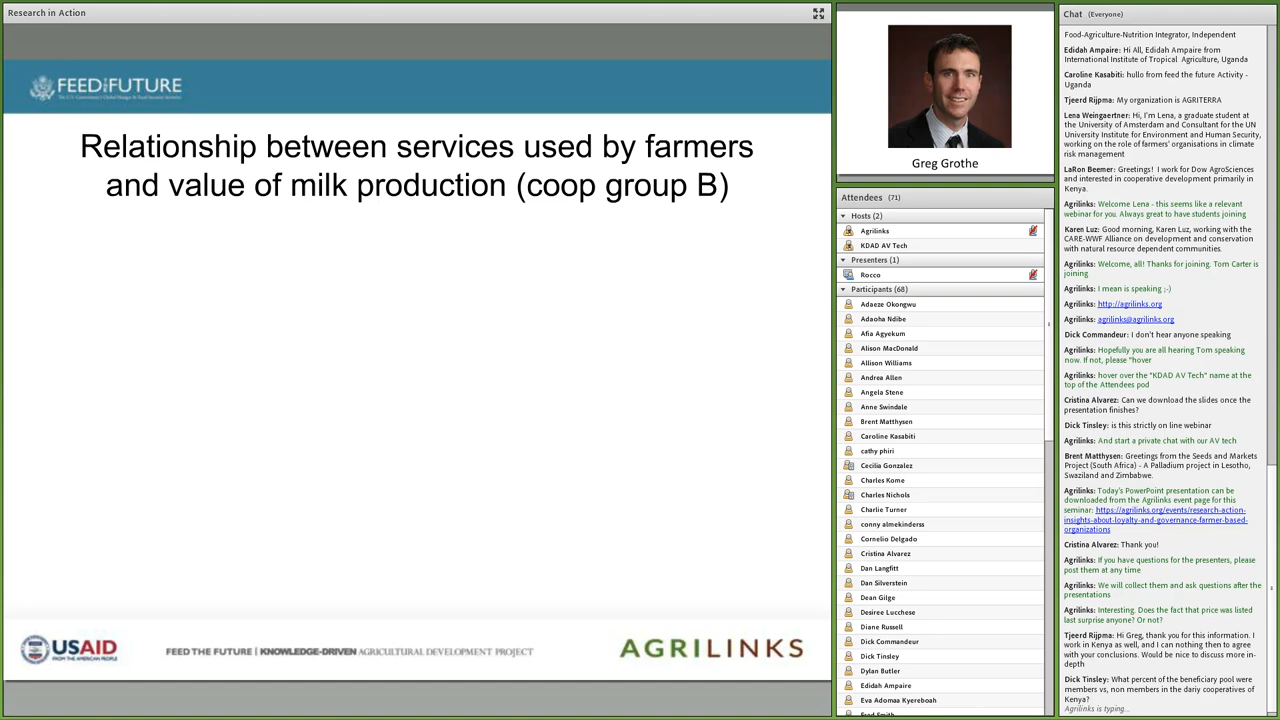 Research in Action
FEED THE FUTURE
The U.S. Government's Global Hunger & Food Security Initiative
Relationship between services used by farmers
and value of milk production (coop group B)
USAID
FROM THE AMERICAN PEOPLE
FEED THE FUTURE | KNOWLEDGE-DRIVEN AGRICULTURAL DEVELOPMENT PROJECT
AGRILINKS
Greg Grothe
Attendees (71)
Hosts (2)
Agrilinks
KDAD AV Tech
Presenters (1)
Rocco
Participants (68)
Adaeze Okongwu
Adaoha Ndibe
Afia Agyekum
Alison MacDonald
Allison Williams
Andrea Allen
Angela Stene
Anne Swindale
Brent Matthysen
Caroline Kasabiti
cathy phiri
Cecilia Gonzalez
Charles Kome
Charles Nichols
Charlie Turner
conny almekinderss
Cornelio Delgado
Cristina Alvarez
Dan Langfitt
Dan Silverstein
Dean Gilge
Desiree Lucchese
Diane Russell
Dick Commandeur
Dick Tinsley
Dylan Butler
Edidah Ampaire
Eva Adomaa Kyereboah
Chat (Everyone)
Food-Agriculture-Nutrition Integrator, Independent
Edidah Ampaire: Hi All, Edidah Ampaire from
International Institute of Tropical Agriculture, Uganda
Caroline Kasabiti: hullo from feed the future Activity -
Uganda
Tjeerd Rijpma: My organization is AGRITERRA
Lena Weingaertner: Hi, I'm Lena, a graduate student at
the University of Amsterdam and Consultant for the UN
University Institute for Environment and Human Security,
working on the role of farmers' organisations in climate
risk management
LaRon Beemer: Greetings! I work for Dow AgroSciences
and interested in cooperative development primarily in
Kenya.
Agrilinks: Welcome Lena - this seems like a relevant
webinar for you. Always great to have students joining
Karen Luz: Good morning, Karen Luz, working with the
CARE-WWF Alliance on development and conservation
with natural resource dependent communities.
Agrilinks: Welcome, all! Thanks for joining. Tom Carter is
joining
Agrilinks: I mean is speaking ;-)
Agrilinks: http://agrilinks.org
Agrilinks: agrilinks@agrilinks.org
Dick Commandeur: I don't hear anyone speaking
Agrilinks: Hopefully you are all hearing Tom speaking
now. If not, please "hover
Agrilinks: hover over the "KDAD AV Tech" name at the
top of the Attendees pod
Cristina Alvarez: Can we download the slides once the
presentation finishes?
Dick Tinsley: is this strictly on line webinar
Agrilinks: And start a private chat with our AV tech
Brent Matthysen: Greetings from the Seeds and Markets
Project (South Africa) - A Palladium project in Lesotho,
Swaziland and Zimbabwe.
Agrilinks: Today's PowerPoint presentation can be
downloaded from the Agrilinks event page for this
seminar: https://agrilinks.org/events/research-action-
insights-about-loyalty-and-governance-farmer-based-
organizations
Cristina Alvarez: Thank you!
Agrilinks: If you have questions for the presenters, please
post them at any time
Agrilinks: We will collect them and ask questions after the
presentations
Agrilinks: Interesting. Does the fact that price was listed
last surprise anyone? Or not?
Tjeerd Rijpma: Hi Greg, thank you for this information. I
work in Kenya as well, and I can nothing then to agree
with your conclusions. Would be nice to discuss more in-
depth
Dick Tinsley: What percent of the beneficiary pool were
members vs, non members in the dariy cooperatives of
Kenya?
Agrilinks is typing...